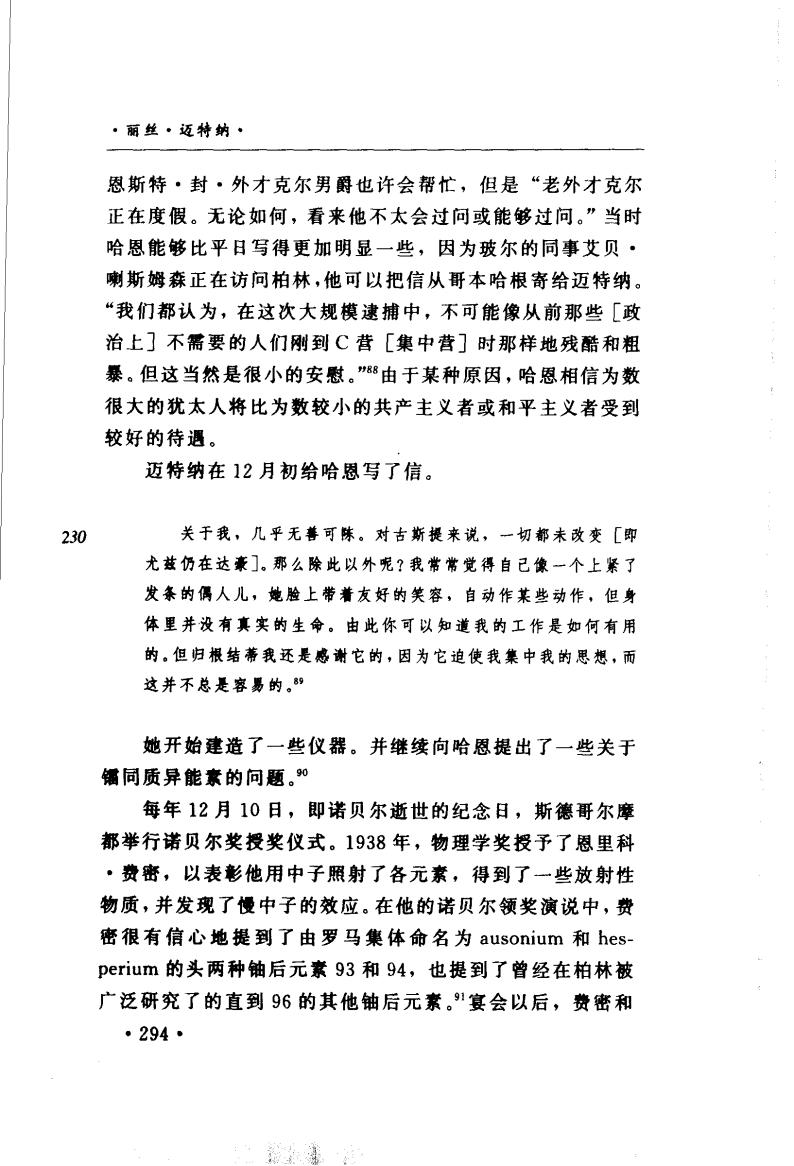 ·丽丝·迈特纳·
恩斯特·封·外才克尔男爵也许会帮忙，但是“老外才克尔
正在度假。无论如何，看来他不太会过问或能够过问。”当时
哈恩能够比平日写得更加明显一些，因为玻尔的同事艾贝·
喇斯姆森正在访问柏林，他可以把信从哥本哈根寄给迈特纳。
“我们都认为，在这次大规模逮捕中，不可能像从前那些［政
治上］不需要的人们刚到C营［集中营］时那样地残酷和粗
暴。但这当然是很小的安慰。”88由于某种原因，哈恩相信为数
很大的犹太人将比为数较小的共产主义者或和平主义者受到
较好的待遇。
迈特纳在12月初给哈恩写了信。
230
关于我，几乎无善可陈。对古斯提来说，一切都未改变［即
尤兹仍在达豪］。那么除此以外呢？我常常觉得自己像一个上紧了
发条的偶人儿，她脸上带着友好的笑容，自动作某些动作，但身
体里并没有真实的生命。由此你可以知道我的工作是如何有用
的。但归根结蒂我还是感谢它的，因为它迫使我集中我的思想，而
这并不总是容易的。89
她开始建造了一些仪器。并继续向哈恩提出了一些关于
镭同质异能素的问题。90
每年12月10日，即诺贝尔逝世的纪念日，斯德哥尔摩
都举行诺贝尔奖授奖仪式。1938年，物理学奖授予了恩里科
·费密，以表彰他用中子照射了各元素，得到了一些放射性
物质，并发现了慢中子的效应。在他的诺贝尔领奖演说中，费
密很有信心地提到了由罗马集体命名为ausonium和hes-
perium的头两种铀后元素93和94，也提到了曾经在柏林被
广泛研究了的直到96的其他铀后元素。91宴会以后，费密和
·294·